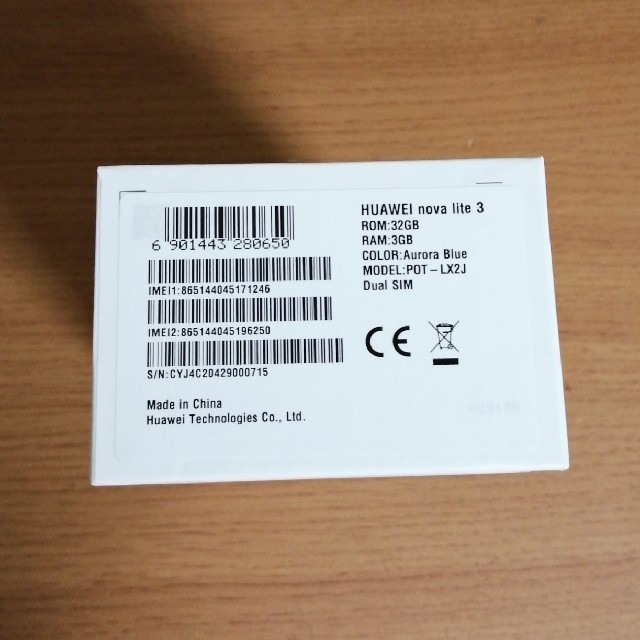 6 901443 280650
IMEI1:865144045171246
IMEI2:865144045196250
S/N:CYJ4C20429000715
Made in China
Huawei Technologies Co., Ltd.
HUAWEI nova lite 3
ROM:32GB
RAM:3GB
COLOR:Aurora Blue
MODEL:POT-LX2J
Dual SIM
CE